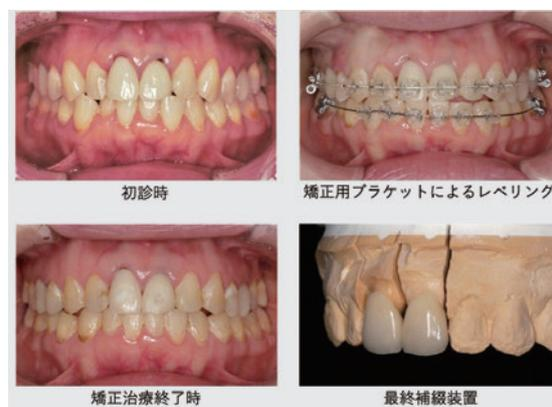 初診時
矯正用ブラケットによるレベリング
矯正治療終了時
最終補綴装置